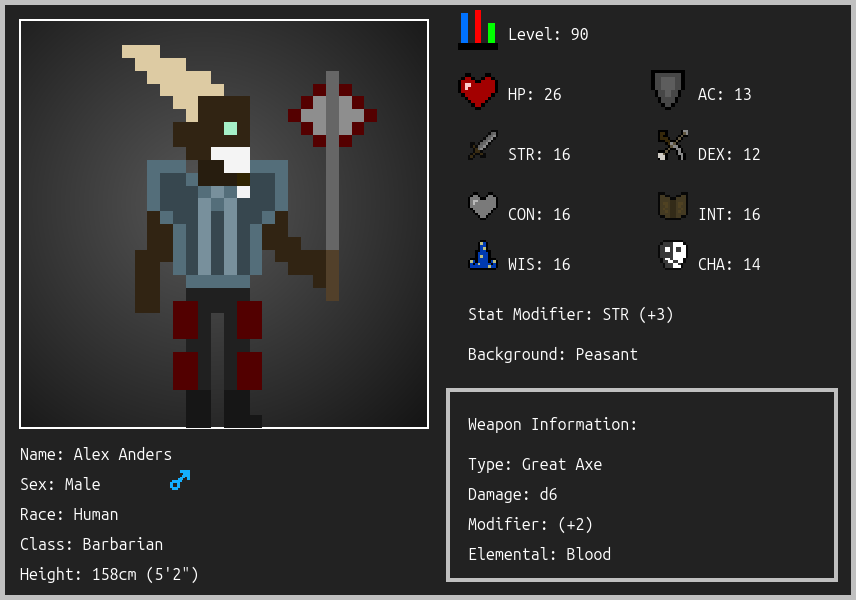 Level: 90
HP: 26
AC: 13
STR: 16
DEX: 12
CON: 16
INT: 16
WIS: 16
CHA: 14
Stat Modifier: STR (+3)
Background: Peasant
Weapon Information:
Type: Great Axe
Damage: d6
Modifier: (+2)
Elemental: Blood
Name: Alex Anders
Sex: Male
Race: Human
Class: Barbarian
Height: 158cm (5'2")